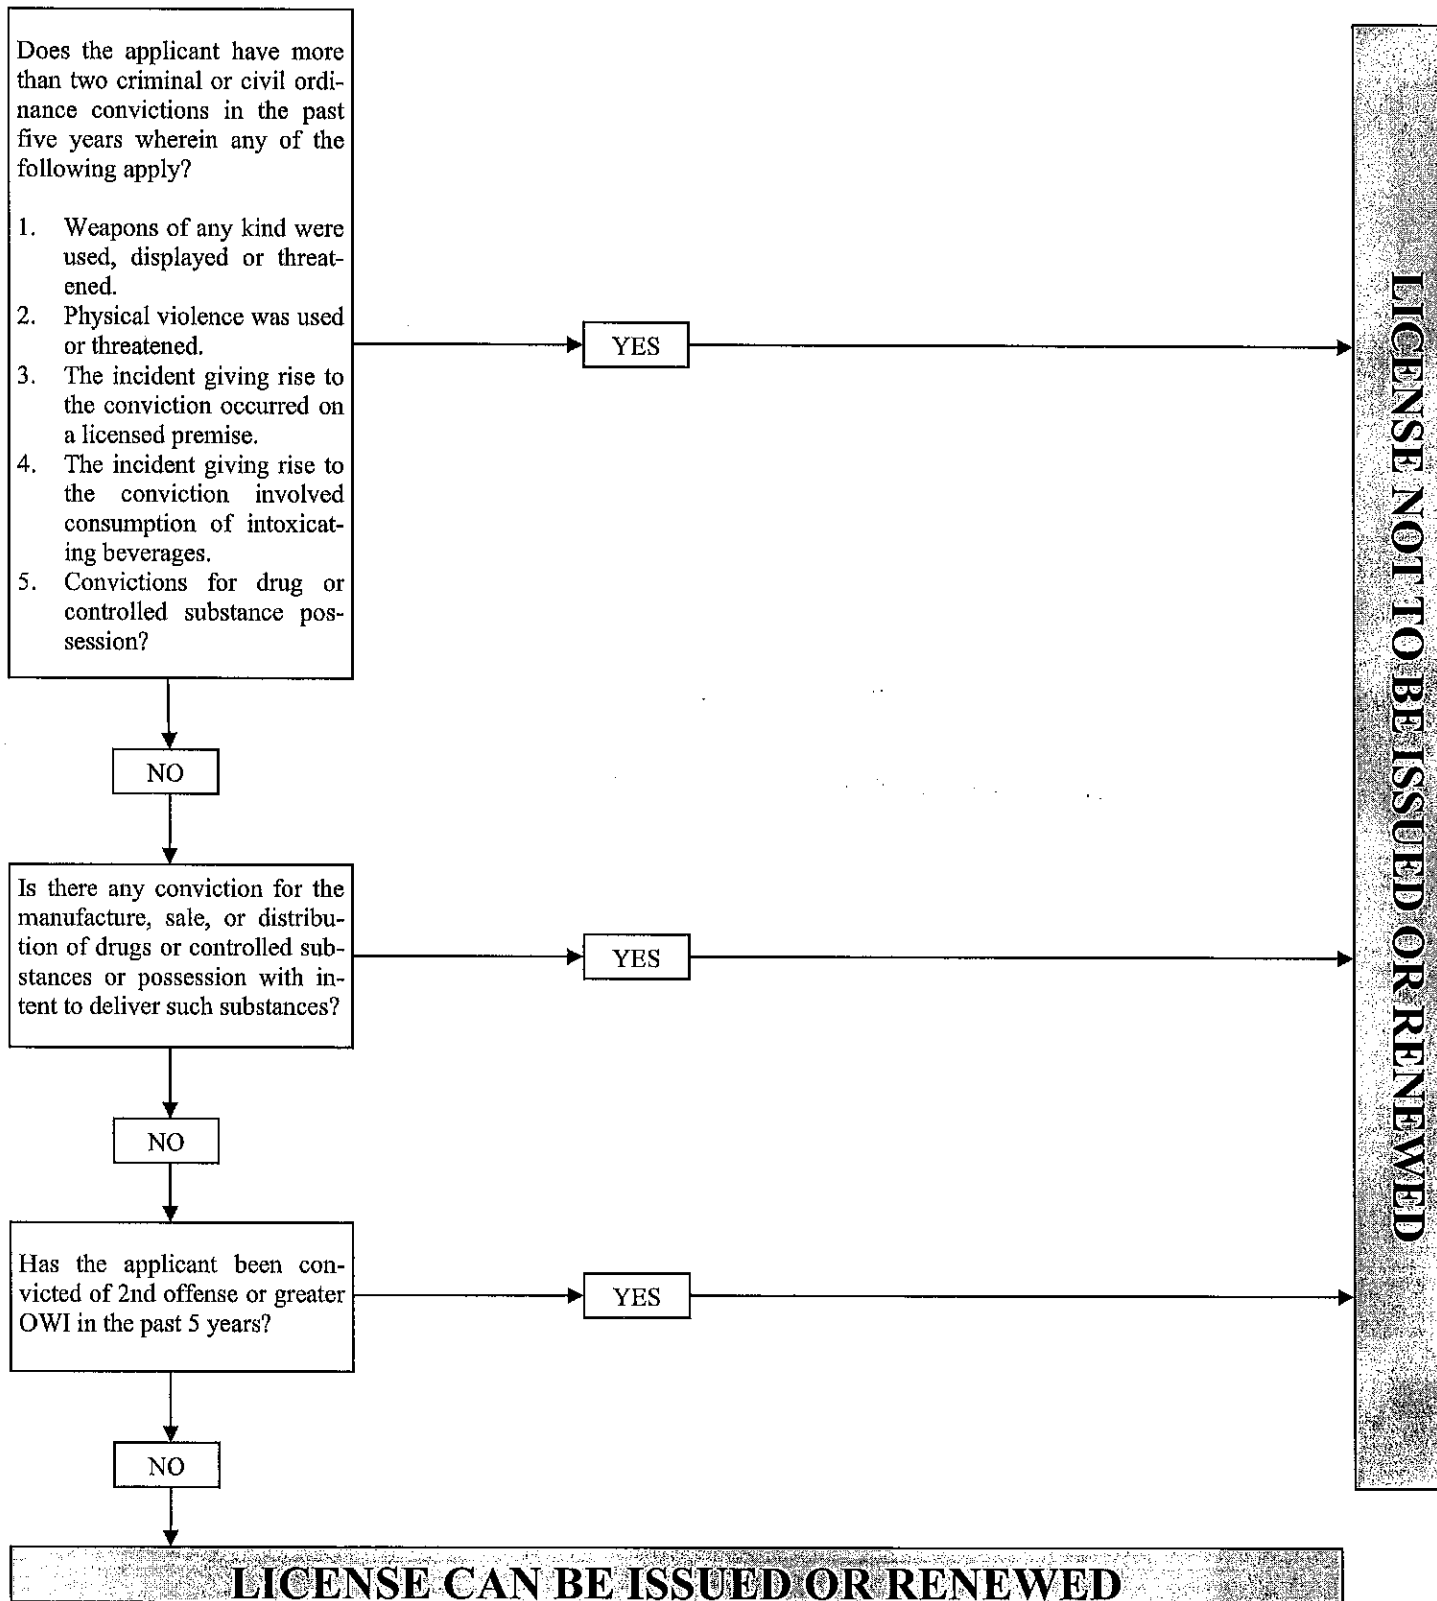 Does the applicant have more
than two criminal or civil ordi-
nance convictions in the past
five years wherein any of the
following apply?
1. Weapons of any kind were
used, displayed or threat-
ened.
2. Physical violence was used
or threatened.
3. The incident giving rise to
the conviction occurred on
a licensed premise.
4. The incident giving rise to
the conviction involved
consumption of intoxicat-
ing beverages.
5. Convictions for drug or
controlled substance pos-
session?
YES
NO
Is there any conviction for the
manufacture, sale, or distribu-
tion of drugs or controlled sub-
stances or possession with in-
tent to deliver such substances?
YES
NO
Has the applicant been con-
victed of 2nd offense or greater
OWI in the past 5 years?
YES
NO
LICENSE NOT TO BE ISSUED OR RENEWED
LICENSE CAN BE ISSUED OR RENEWED